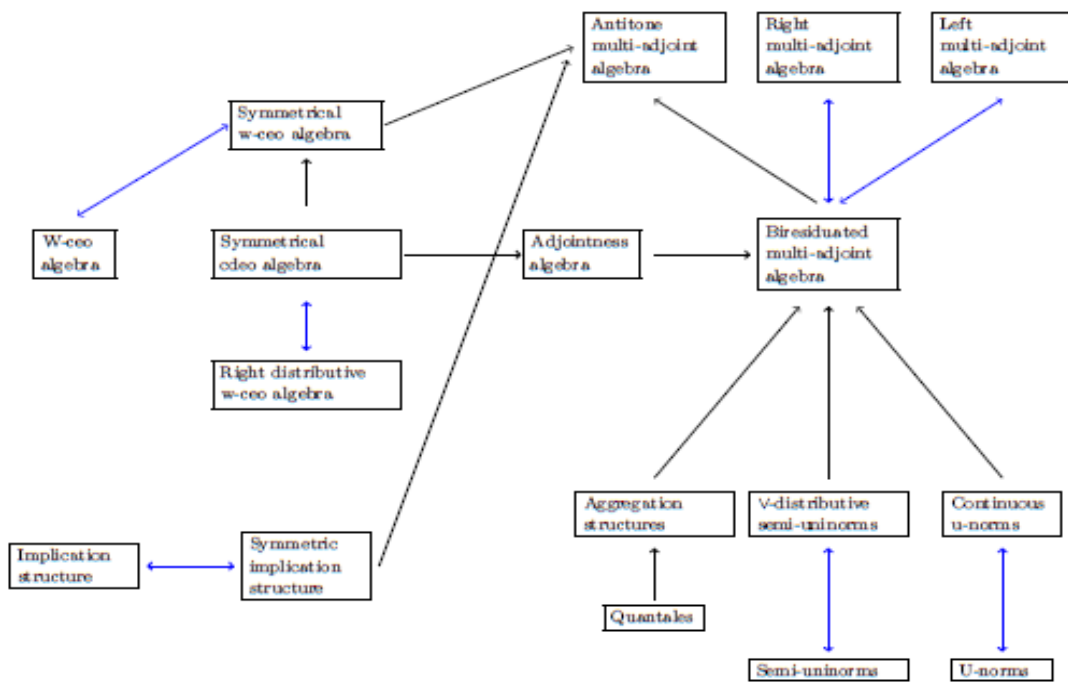 Antitone
multi-adjoint
algebra
Right
multi-adjoint
algebra
Left
multi-adjoint
algebra
Symmetrical
w-ceo algebra
W-ceo
algebra
Symmetrical
cdeo algebra
Adjointness
algebra
Biresiduated
multi-adjoint
algebra
Right distributive
w-ceo algebra
Aggregation
structures
V-distributive
semi-uninorms
Continuous
u-norms
Implication
structure
Symmetric
implication
structure
Quantales
Semi-uninorms
U-norms